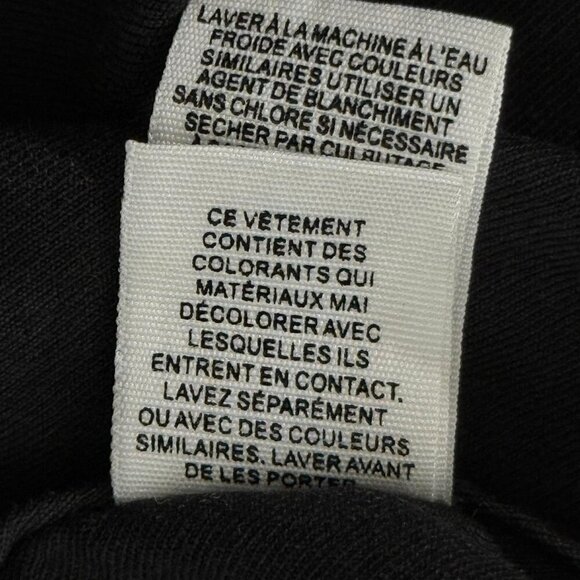 LAVER À LA MACHINE À L'EAU
FROIDE AVEC COULEURS
SIMILAIRES UTILISER UN
AGENT DE BLANCHIMENT
SANS CHLORE SI NÉCESSAIRE
SECHER PAR CULBUTAGE
CE VÊTEMENT
CONTIENT DES
COLORANTS QUI
MATÉRIAUX MAI
DÉCOLORER AVEC
LESQUELLES ILS
ENTRENT EN CONTACT.
LAVEZ SÉPARÉMENT
OU AVEC DES COULEURS
SIMILAIRES. LAVER AVANT
DE LES PORTER